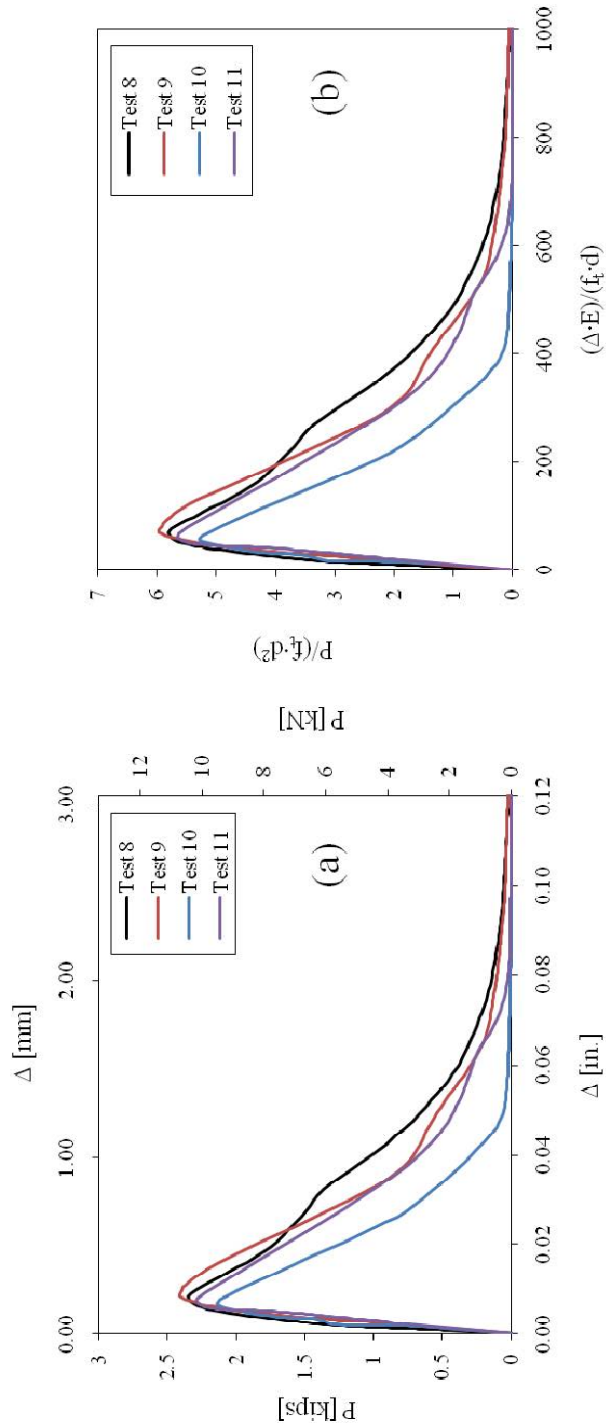 Δ [mm]
0.00 1.00 2.00 3.00
3
2.5
2
1.5
1
0.5
0
P [kips]
12
10
8
6
4
2
0
P [kN]
Test 8
Test 9
Test 10
Test 11
(a)
0.00 0.02 0.04 0.06 0.08 0.10 0.12
Δ [in.]
7
6
5
4
3
2
1
0
P/(fₜ·d²)
Test 8
Test 9
Test 10
Test 11
(b)
0 200 400 600 800 1000
(Δ·E)/(fₜ·d)